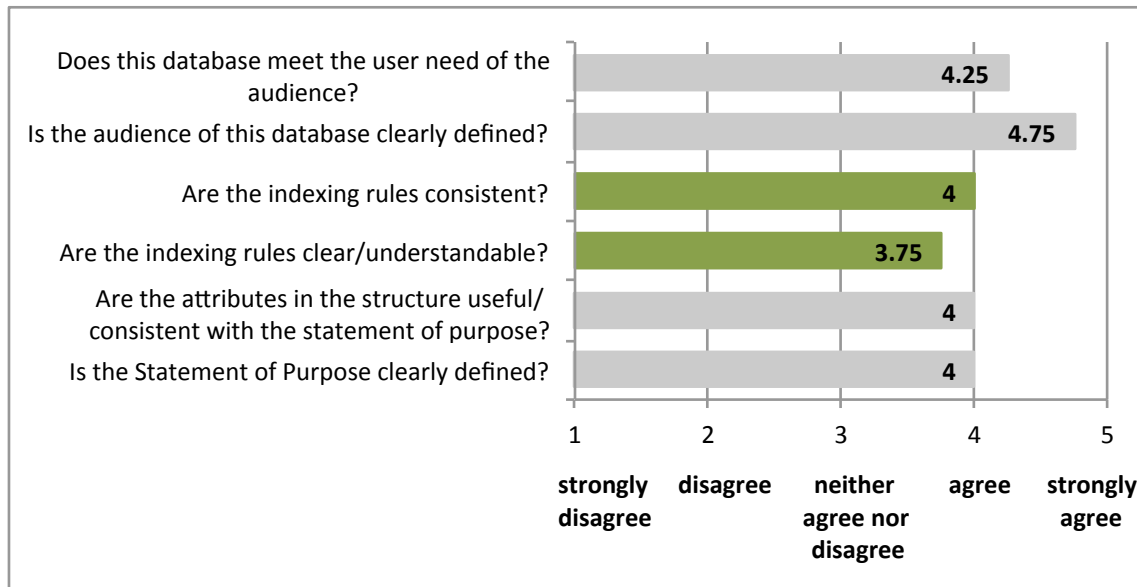 Does this database meet the user need of the
audience?
4.25
Is the audience of this database clearly defined?
4.75
Are the indexing rules consistent?
4
Are the indexing rules clear/understandable?
3.75
Are the attributes in the structure useful/
consistent with the statement of purpose?
4
Is the Statement of Purpose clearly defined?
4
1 2 3 4 5
strongly disagree neither agree strongly
disagree agree nor agree
disagree